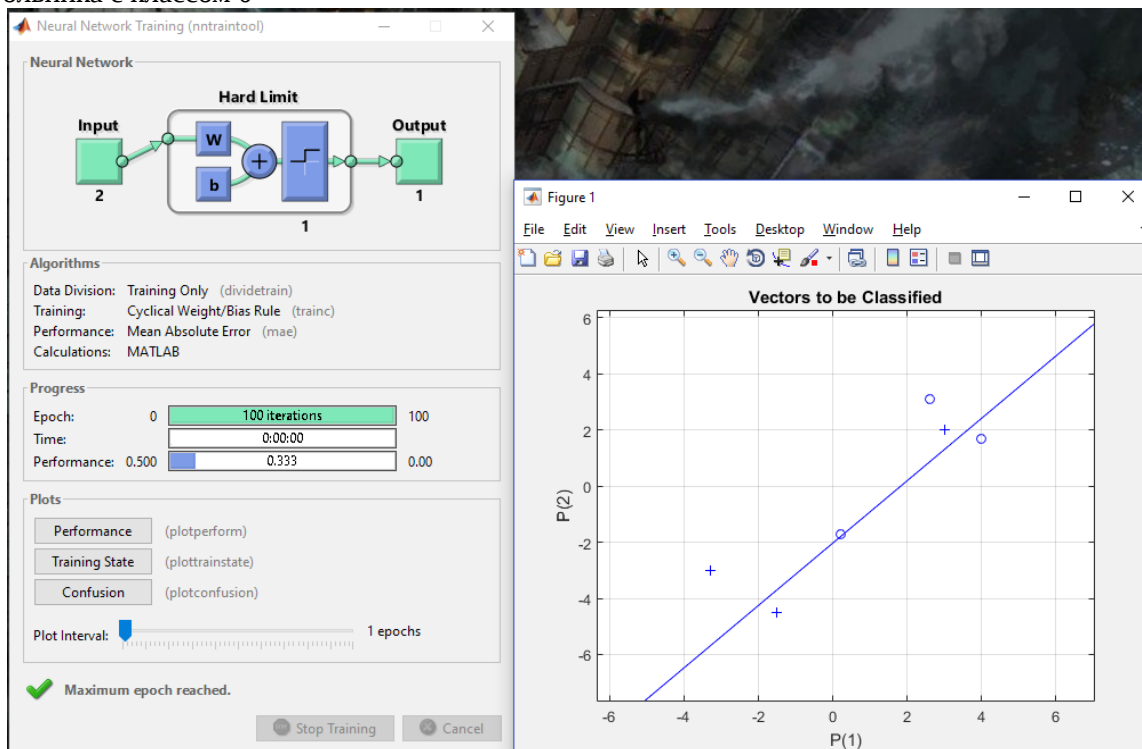 ольника с классом 0
Neural Network Training (nntraintool)
Neural Network
Hard Limit
Input
Output
W
b
+
2
1
1
Algorithms
Data Division: Training Only (dividetrain)
Training: Cyclical Weight/Bias Rule (trainc)
Performance: Mean Absolute Error (mae)
Calculations: MATLAB
Progress
Epoch: 0 100 iterations 100
Time: 0:00:00
Performance: 0.500 0.333 0.00
Plots
Performance (plotperform)
Training State (plottrainstate)
Confusion (plotconfusion)
Plot Interval: 1 epochs
Maximum epoch reached.
Stop Training Cancel
Figure 1
File Edit View Insert Tools Desktop Window Help
Vectors to be Classified
6
4
2
0
-2
-4
-6
P(2)
-6 -4 -2 0 2 4 6
P(1)